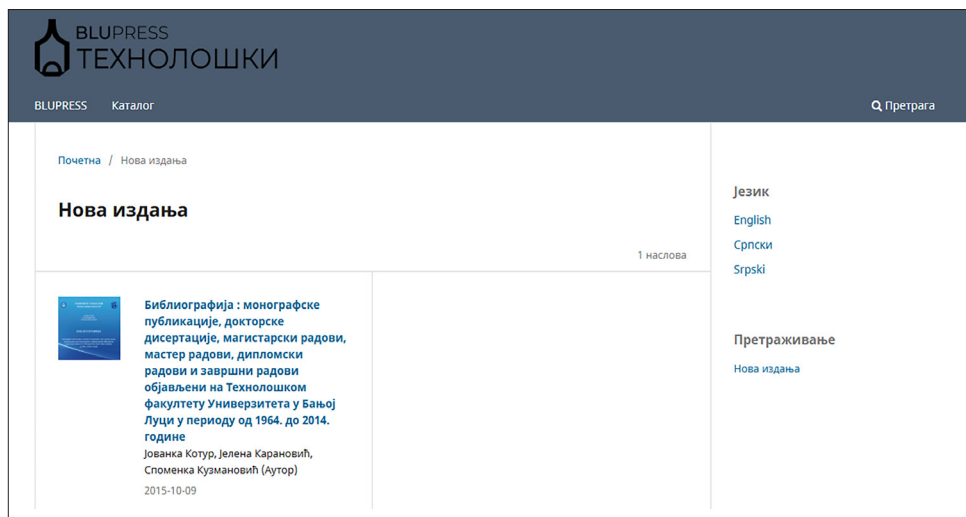 BLUPRESS
ТЕХНОЛОШКИ
BLUPRESS Каталог Претрага
Почетна / Нова издања
Нова издања
1 наслова
Библиографија : монографске
публикације, докторске
дисертације, магистарски радови,
мастер радови, дипломски
радови и завршни радови
објављени на Технолошком
факултету Универзитета у Бањој
Луци у периоду од 1964. до 2014.
године
Јованка Котур, Јелена Карановић,
Споменка Кузмановић (Аутор)
2015-10-09
Језик
English
Српски
Srpski
Претраживање
Нова издања